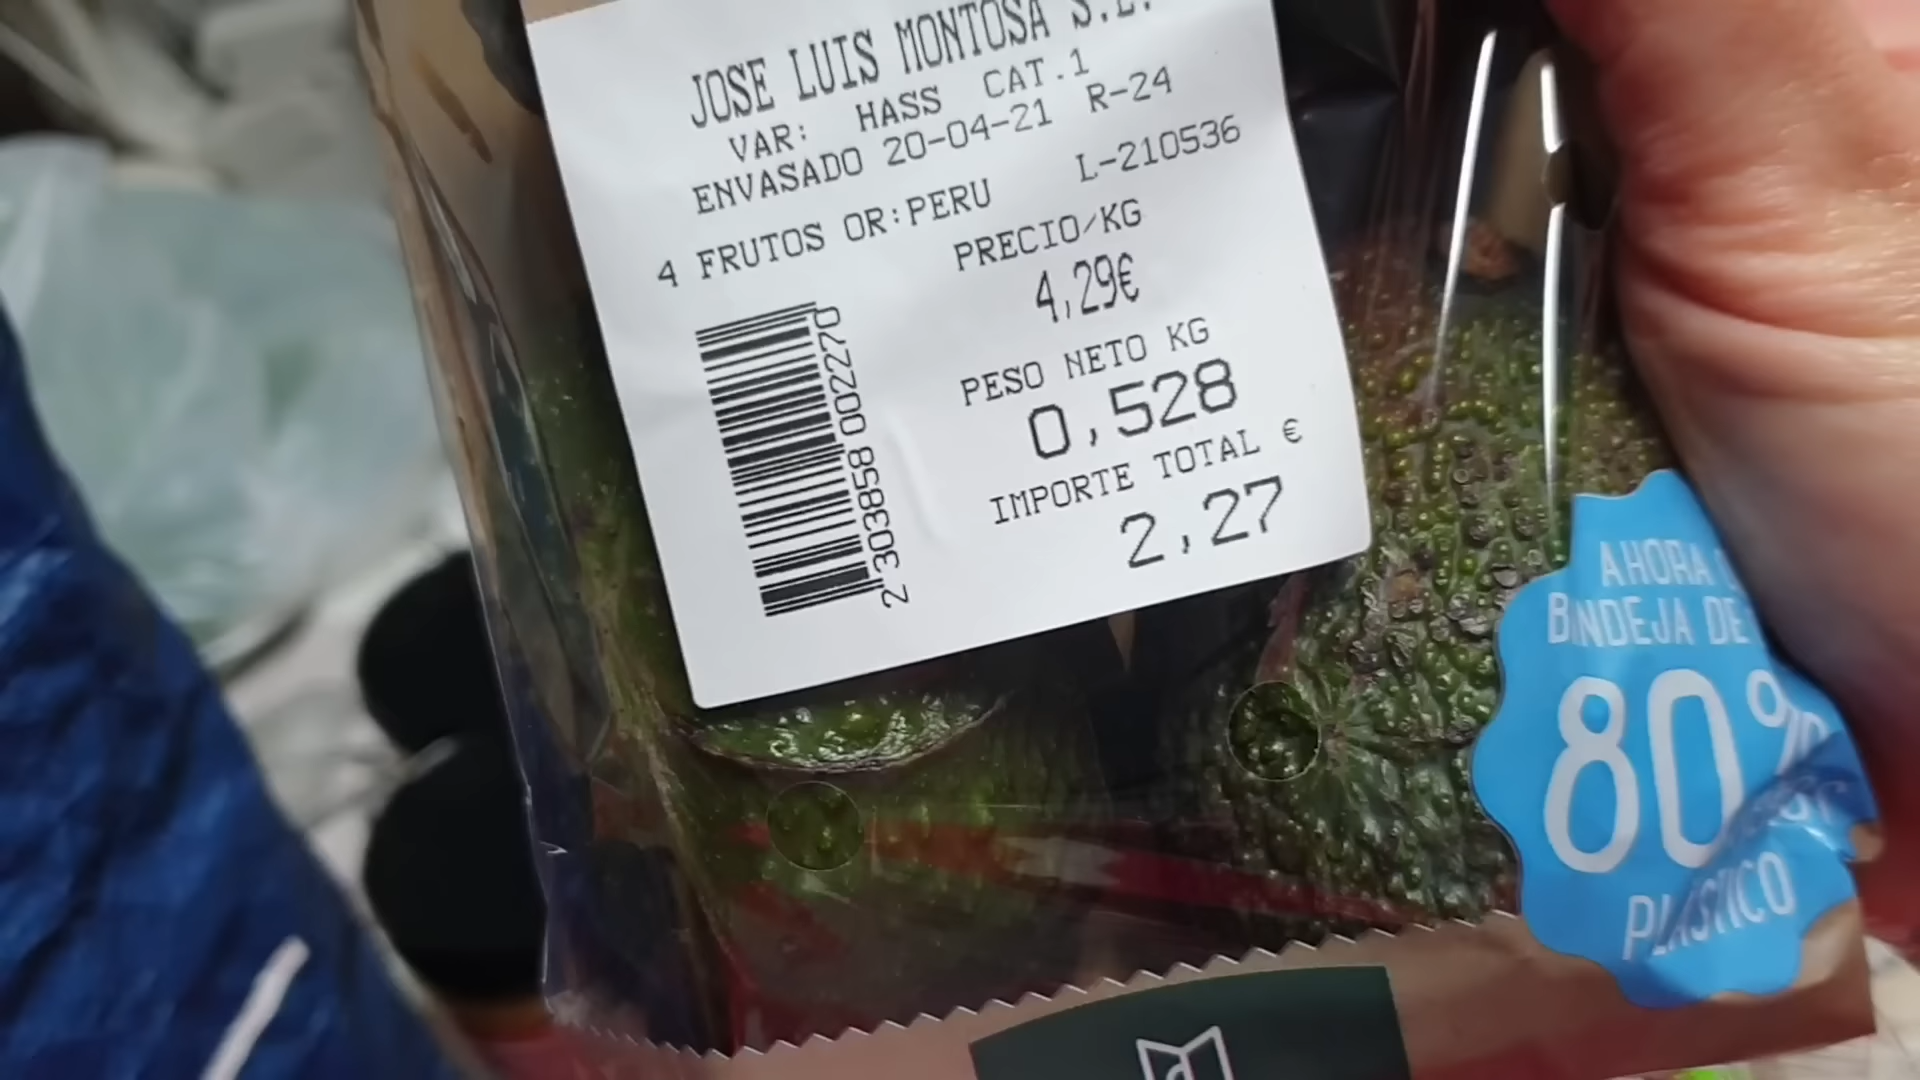 JOSE LUIS MONTOSA S.L.
VAR: HASS CAT.1
ENVASADO 20-04-21 R-24
L-210536
4 FRUTOS OR:PERU
PRECIO/KG
4,29€
PESO NETO KG
0,528
IMPORTE TOTAL €
2,27
2 303858 002270
AHORA
BANDEJA DE
80%
PLÁSTICO